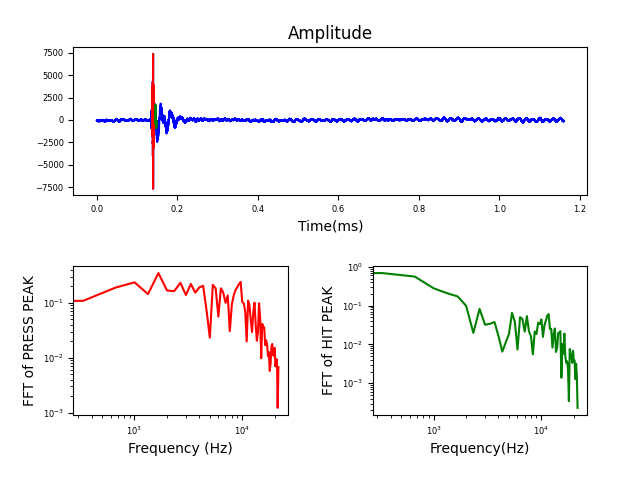 Amplitude
7500
5000
2500
0
−2500
−5000
−7500
0.0 0.2 0.4 0.6 0.8 1.0 1.2
Time(ms)
FFT of PRESS PEAK
10⁻¹
10⁻²
10⁻³
10³ 10⁴
Frequency (Hz)
FFT of HIT PEAK
10⁰
10⁻¹
10⁻²
10⁻³
10³ 10⁴
Frequency(Hz)